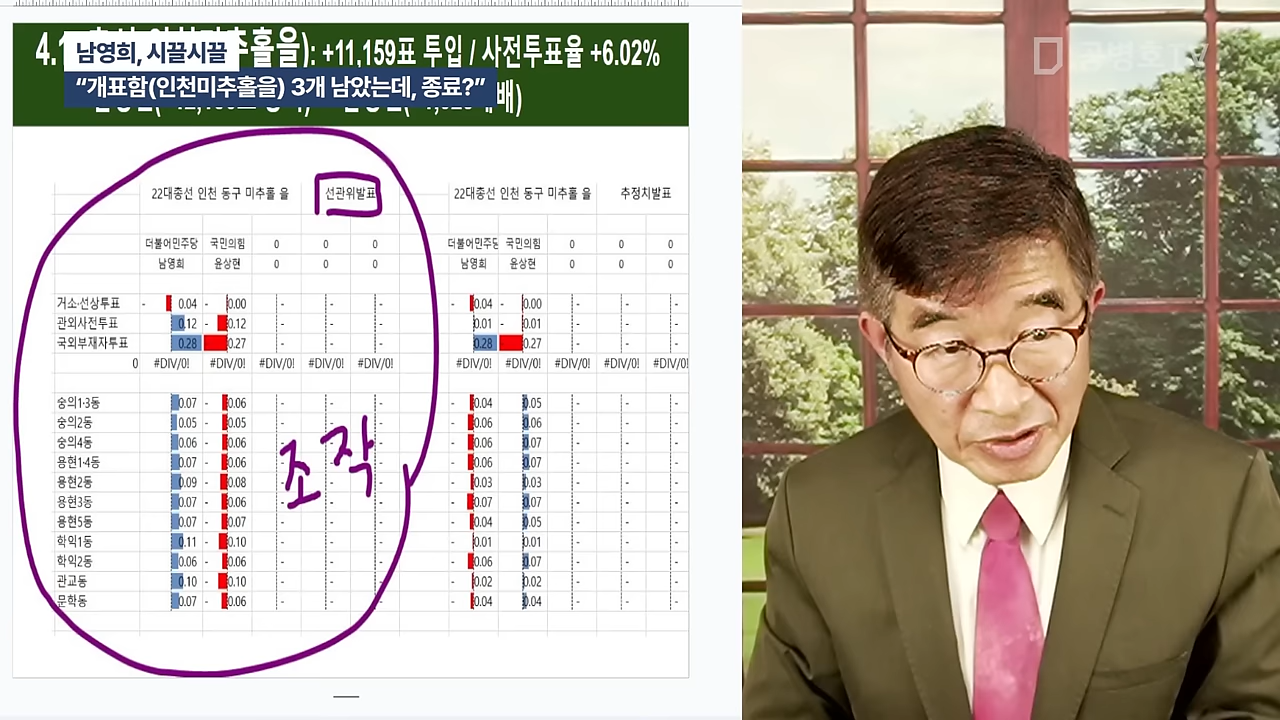 남영희, 시끌시끌
“개표함(인천미추홀을) 3개 남았는데, 종료?”
4.1 홀을): +11,159표 투입 / 사전투표율 +6.02%
배)
공병호TV
22대총선 인천 동구 미추홀 을 선관위발표 22대총선 인천 동구 미추홀 을 추정치발표
더불어민주당 국민의힘 0 0 0 더불어민주당 국민의힘 0 0 0
남영희 윤상현 0 0 0 남영희 윤상현 0 0 0
거소·선상투표 - 0.04 - 0.00 - - - - 0.04 - 0.00 - - -
관외사전투표 0.12 - 0.12 - - - 0.01 - 0.01 - - -
국외부재자투표 0.28 - 0.27 - - - 0.28 - 0.27 - - -
0 #DIV/0! #DIV/0! #DIV/0! #DIV/0! #DIV/0! #DIV/0! #DIV/0! #DIV/0! #DIV/0! #DIV/0!
숭의1·3동 0.07 - 0.06 - - - - 0.04 0.05 - - -
숭의2동 0.05 - 0.05 - - - - 0.06 0.06 - - -
숭의4동 0.06 - 0.06 - - - - 0.06 0.07 - - -
용현1·4동 0.07 - 0.06 - - - - 0.06 0.07 - - -
용현2동 0.09 - 0.08 - - - - 0.03 0.03 - - -
용현3동 0.07 - 0.06 - - - - 0.07 0.07 - - -
용현5동 0.07 - 0.07 - - - - 0.04 0.05 - - -
학익1동 0.11 - 0.10 - - - - 0.01 0.01 - - -
학익2동 0.06 - 0.06 - - - - 0.06 0.07 - - -
관교동 0.10 - 0.10 - - - - 0.02 0.02 - - -
문학동 0.07 - 0.06 - - - - 0.04 0.04 - - -
조작